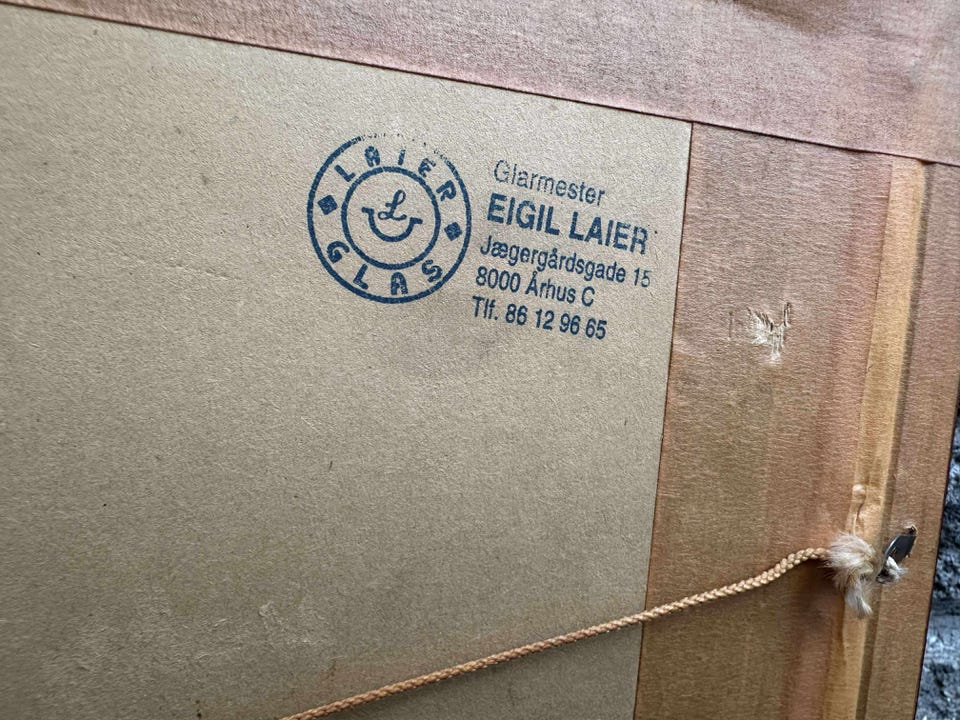 LAIER
L
GLAS
Glarmester
EIGIL LAIER
Jægergårdsgade 15
8000 Århus C
Tlf. 86 12 96 65